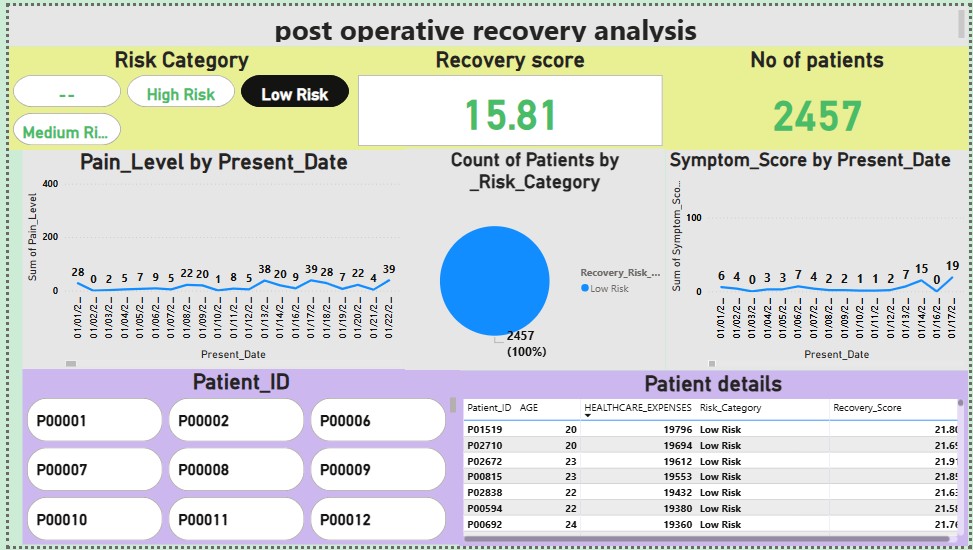 post operative recovery analysis
Risk Category
Recovery score
No of patients
--
High Risk
Low Risk
Medium Ri...
15.81
2457
Pain_Level by Present_Date
400
200
0
Sum of Pain_Level
28 0 2 5 7 9 5 22 20 1 8 5 38 20 9 39 28 7 22 4 39
01/01/2... 01/02/2... 01/03/2... 01/04/2... 01/05/2... 01/06/2... 01/07/2... 01/08/2... 01/09/2... 01/10/2... 01/11/2... 01/12/2... 01/13/2... 01/14/2... 01/16/2... 01/17/2... 01/18/2... 01/19/2... 01/20/2... 01/21/2... 01/22/2...
Present_Date
Count of Patients by
_Risk_Category
2457
(100%)
Recovery_Risk_...
Low Risk
Symptom_Score by Present_Date
100
0
Sum of Symptom_Sco...
6 4 0 3 3 7 4 2 2 1 1 2 7 15 0 19
01/01/2... 01/02/2... 01/03/2... 01/04/2... 01/05/2... 01/06/2... 01/07/2... 01/08/2... 01/09/2... 01/10/2... 01/11/2... 01/12/2... 01/13/2... 01/14/2... 01/16/2... 01/17/2...
Present_Date
Patient_ID
P00001 P00002 P00006
P00007 P00008 P00009
P00010 P00011 P00012
Patient details
Patient_ID AGE HEALTHCARE_EXPENSES Risk_Category Recovery_Score
P01519 20 19796 Low Risk 21.80
P02710 20 19694 Low Risk 21.69
P02672 23 19612 Low Risk 21.91
P00815 23 19553 Low Risk 21.85
P02838 22 19432 Low Risk 21.63
P00594 22 19380 Low Risk 21.58
P00692 24 19360 Low Risk 21.76